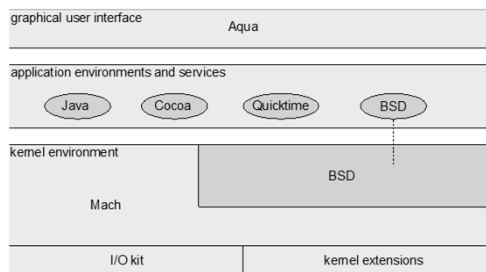 graphical user interface
Aqua
application environments and services
Java
Cocoa
Quicktime
BSD
kernel environment
BSD
Mach
I/O kit
kernel extensions